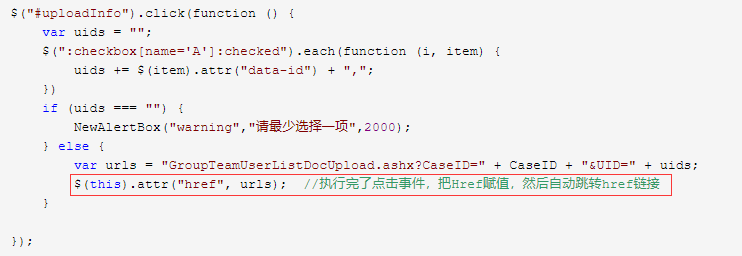 $("#uploadInfo").click(function () {
    var uids = "";
    $(":checkbox[name='A']:checked").each(function (i, item) {
        uids += $(item).attr("data-id") + ",";
    })
    if (uids === "") {
        NewAlertBox("warning","请最少选择一项",2000);
    } else {
        var urls = "GroupTeamUserListDocUpload.ashx?CaseID=" + CaseID + "&UID=" + uids;
        $(this).attr("href", urls);  //执行完了点击事件，把Href赋值，然后自动跳转href链接
    }
});